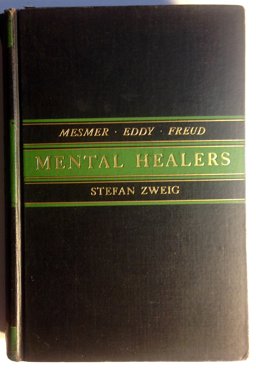 MESMER · EDDY · FREUD
MENTAL HEALERS
STEFAN ZWEIG